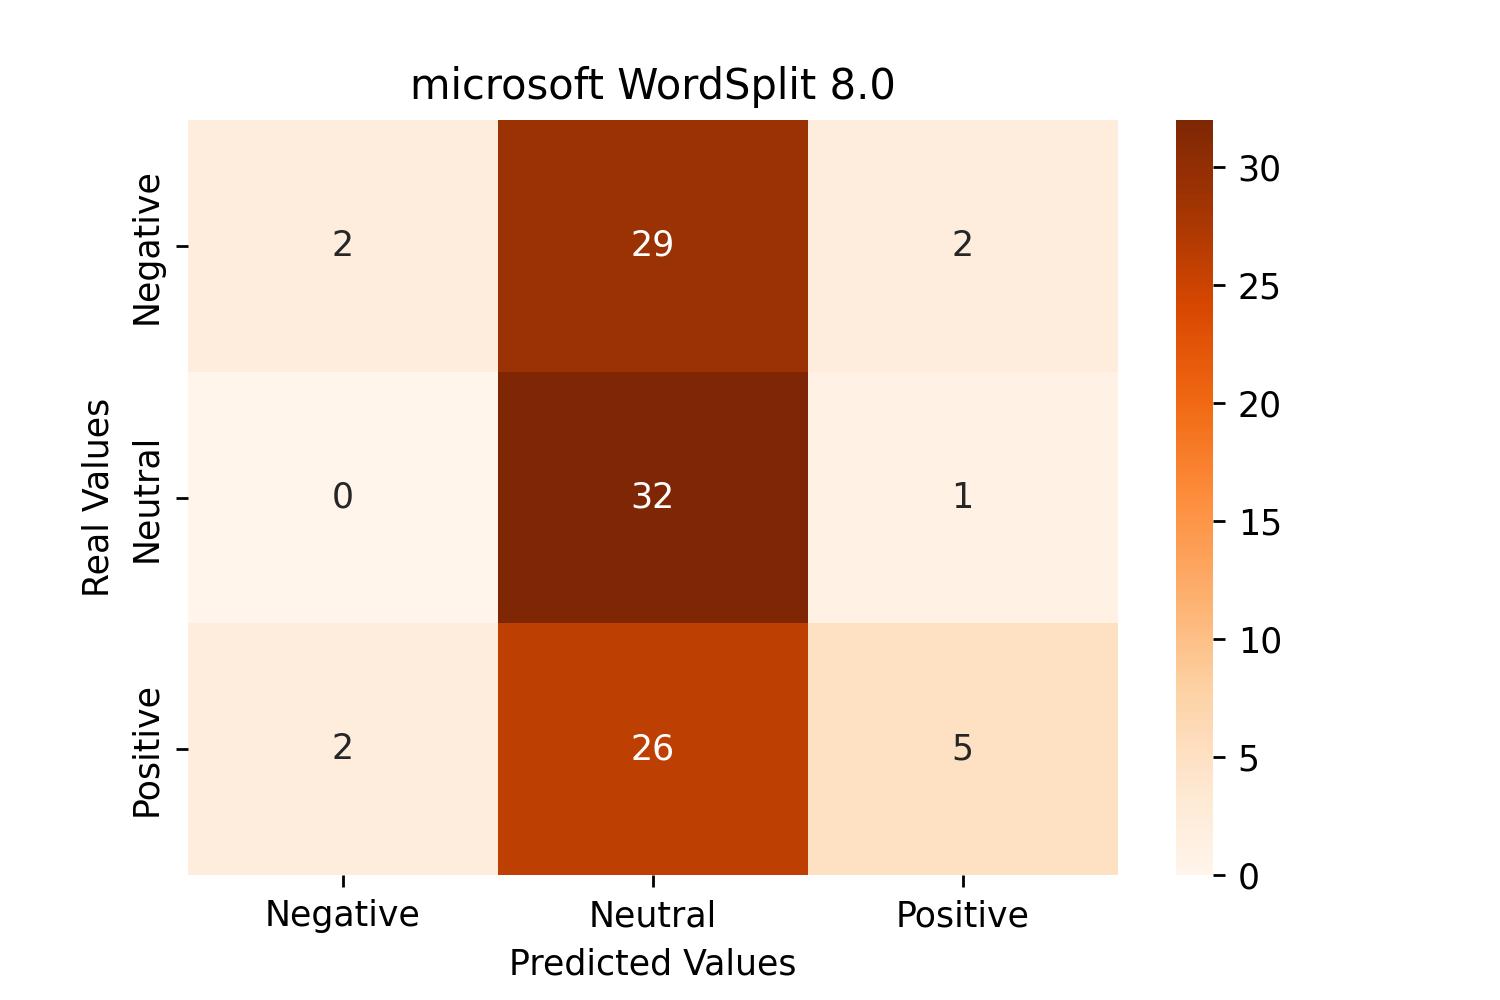 microsoft WordSplit 8.0
Real Values
Negative
2 29 2
Neutral
0 32 1
Positive
2 26 5
Negative Neutral Positive
Predicted Values
30
25
20
15
10
5
0